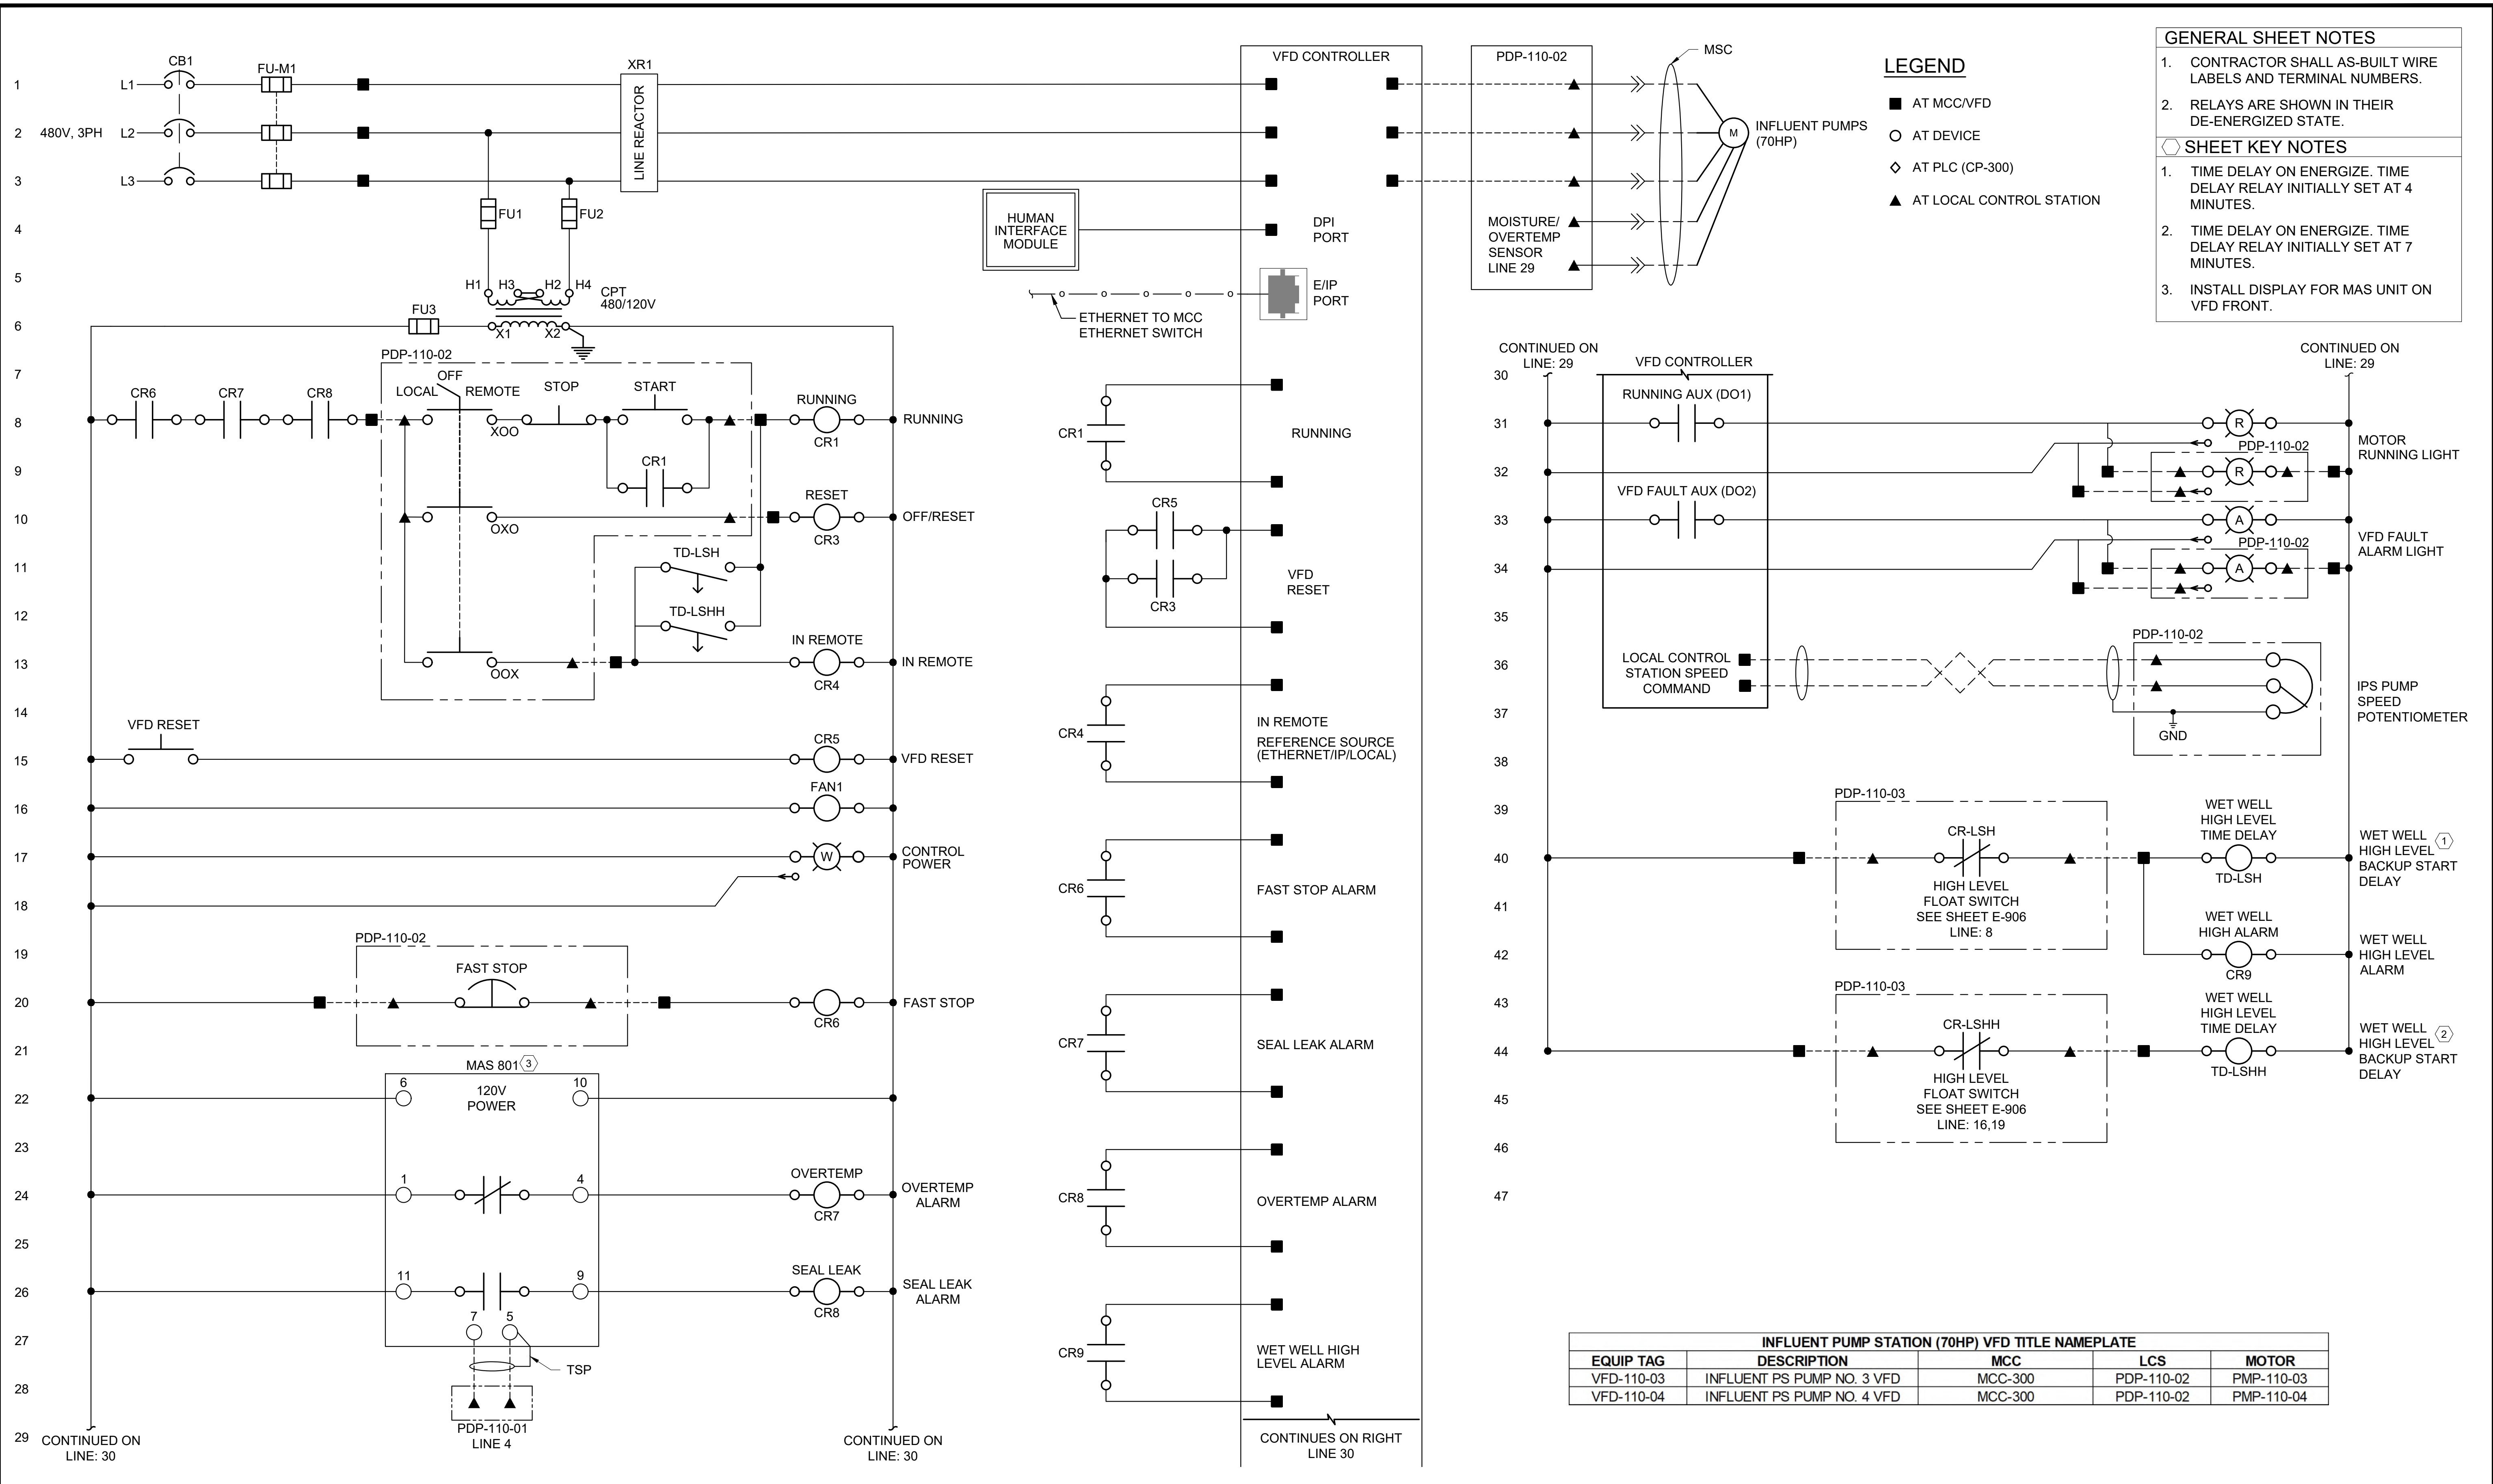 CB1
FU-M1
XR1
1
L1
2
480V, 3PH
L2
3
L3
LINE REACTOR
4
FU1
FU2
5
H1
H3
H2
H4
CPT
480/120V
FU3
6
X1
X2
PDP-110-02
7
OFF
LOCAL
REMOTE
STOP
START
CR6
CR7
CR8
RUNNING
8
XOO
CR1
RUNNING
9
CR1
10
OXO
RESET
CR3
OFF/RESET
11
TD-LSH
12
TD-LSHH
13
OOX
IN REMOTE
CR4
IN REMOTE
14
VFD RESET
15
CR5
VFD RESET
16
FAN1
17
W
CONTROL
POWER
18
19
PDP-110-02
FAST STOP
20
CR6
FAST STOP
21
MAS 801
3
22
6
120V
POWER
10
23
24
1
4
OVERTEMP
CR7
OVERTEMP
ALARM
25
26
11
9
SEAL LEAK
CR8
SEAL LEAK
ALARM
27
7
5
TSP
28
PDP-110-01
LINE 4
29
CONTINUED ON
LINE: 30
CONTINUED ON
LINE: 30
VFD CONTROLLER
HUMAN
INTERFACE
MODULE
DPI
PORT
E/IP
PORT
ETHERNET TO MCC
ETHERNET SWITCH
CR1
RUNNING
CR5
CR3
VFD
RESET
CR4
IN REMOTE
REFERENCE SOURCE
(ETHERNET/IP/LOCAL)
CR6
FAST STOP ALARM
CR7
SEAL LEAK ALARM
CR8
OVERTEMP ALARM
CR9
WET WELL HIGH
LEVEL ALARM
CONTINUES ON RIGHT
LINE 30
PDP-110-02
MSC
MOISTURE/
OVERTEMP
SENSOR
LINE 29
M
INFLUENT PUMPS
(70HP)
LEGEND
AT MCC/VFD
AT DEVICE
AT PLC (CP-300)
AT LOCAL CONTROL STATION
GENERAL SHEET NOTES
1. CONTRACTOR SHALL AS-BUILT WIRE
LABELS AND TERMINAL NUMBERS.
2. RELAYS ARE SHOWN IN THEIR
DE-ENERGIZED STATE.
SHEET KEY NOTES
1. TIME DELAY ON ENERGIZE. TIME
DELAY RELAY INITIALLY SET AT 4
MINUTES.
2. TIME DELAY ON ENERGIZE. TIME
DELAY RELAY INITIALLY SET AT 7
MINUTES.
3. INSTALL DISPLAY FOR MAS UNIT ON
VFD FRONT.
CONTINUED ON
LINE: 29
CONTINUED ON
LINE: 29
30
VFD CONTROLLER
31
RUNNING AUX (DO1)
R
MOTOR
RUNNING LIGHT
PDP-110-02
32
R
VFD FAULT AUX (DO2)
33
A
PDP-110-02
VFD FAULT
ALARM LIGHT
34
A
35
36
LOCAL CONTROL
STATION SPEED
COMMAND
PDP-110-02
IPS PUMP
SPEED
POTENTIOMETER
37
GND
38
39
PDP-110-03
WET WELL
HIGH LEVEL
TIME DELAY
40
CR-LSH
TD-LSH
WET WELL
HIGH LEVEL
BACKUP START
DELAY
1
41
HIGH LEVEL
FLOAT SWITCH
SEE SHEET E-906
LINE: 8
42
WET WELL
HIGH ALARM
CR9
WET WELL
HIGH LEVEL
ALARM
43
PDP-110-03
WET WELL
HIGH LEVEL
TIME DELAY
44
CR-LSHH
TD-LSHH
WET WELL
HIGH LEVEL
BACKUP START
DELAY
2
45
HIGH LEVEL
FLOAT SWITCH
SEE SHEET E-906
LINE: 16,19
46
47
INFLUENT PUMP STATION (70HP) VFD TITLE NAMEPLATE
EQUIP TAG DESCRIPTION MCC LCS MOTOR
VFD-110-03 INFLUENT PS PUMP NO. 3 VFD MCC-300 PDP-110-02 PMP-110-03
VFD-110-04 INFLUENT PS PUMP NO. 4 VFD MCC-300 PDP-110-02 PMP-110-04